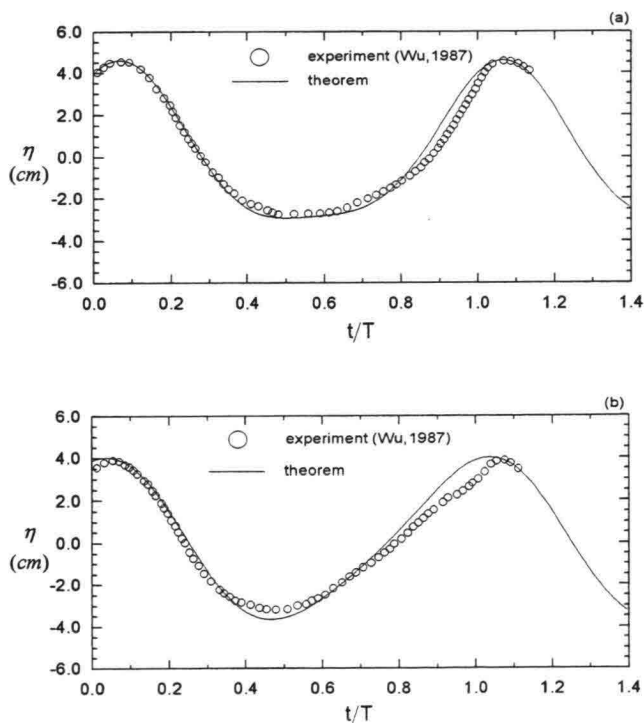 (a)
6.0
experiment (Wu, 1987)
theorem
4.0
2.0
η
(cm)
0.0
-2.0
-4.0
-6.0
0.0 0.2 0.4 0.6 0.8 1.0 1.2 1.4
t/T
(b)
6.0
experiment (Wu, 1987)
theorem
4.0
2.0
η
(cm)
0.0
-2.0
-4.0
-6.0
0.0 0.2 0.4 0.6 0.8 1.0 1.2 1.4
t/T